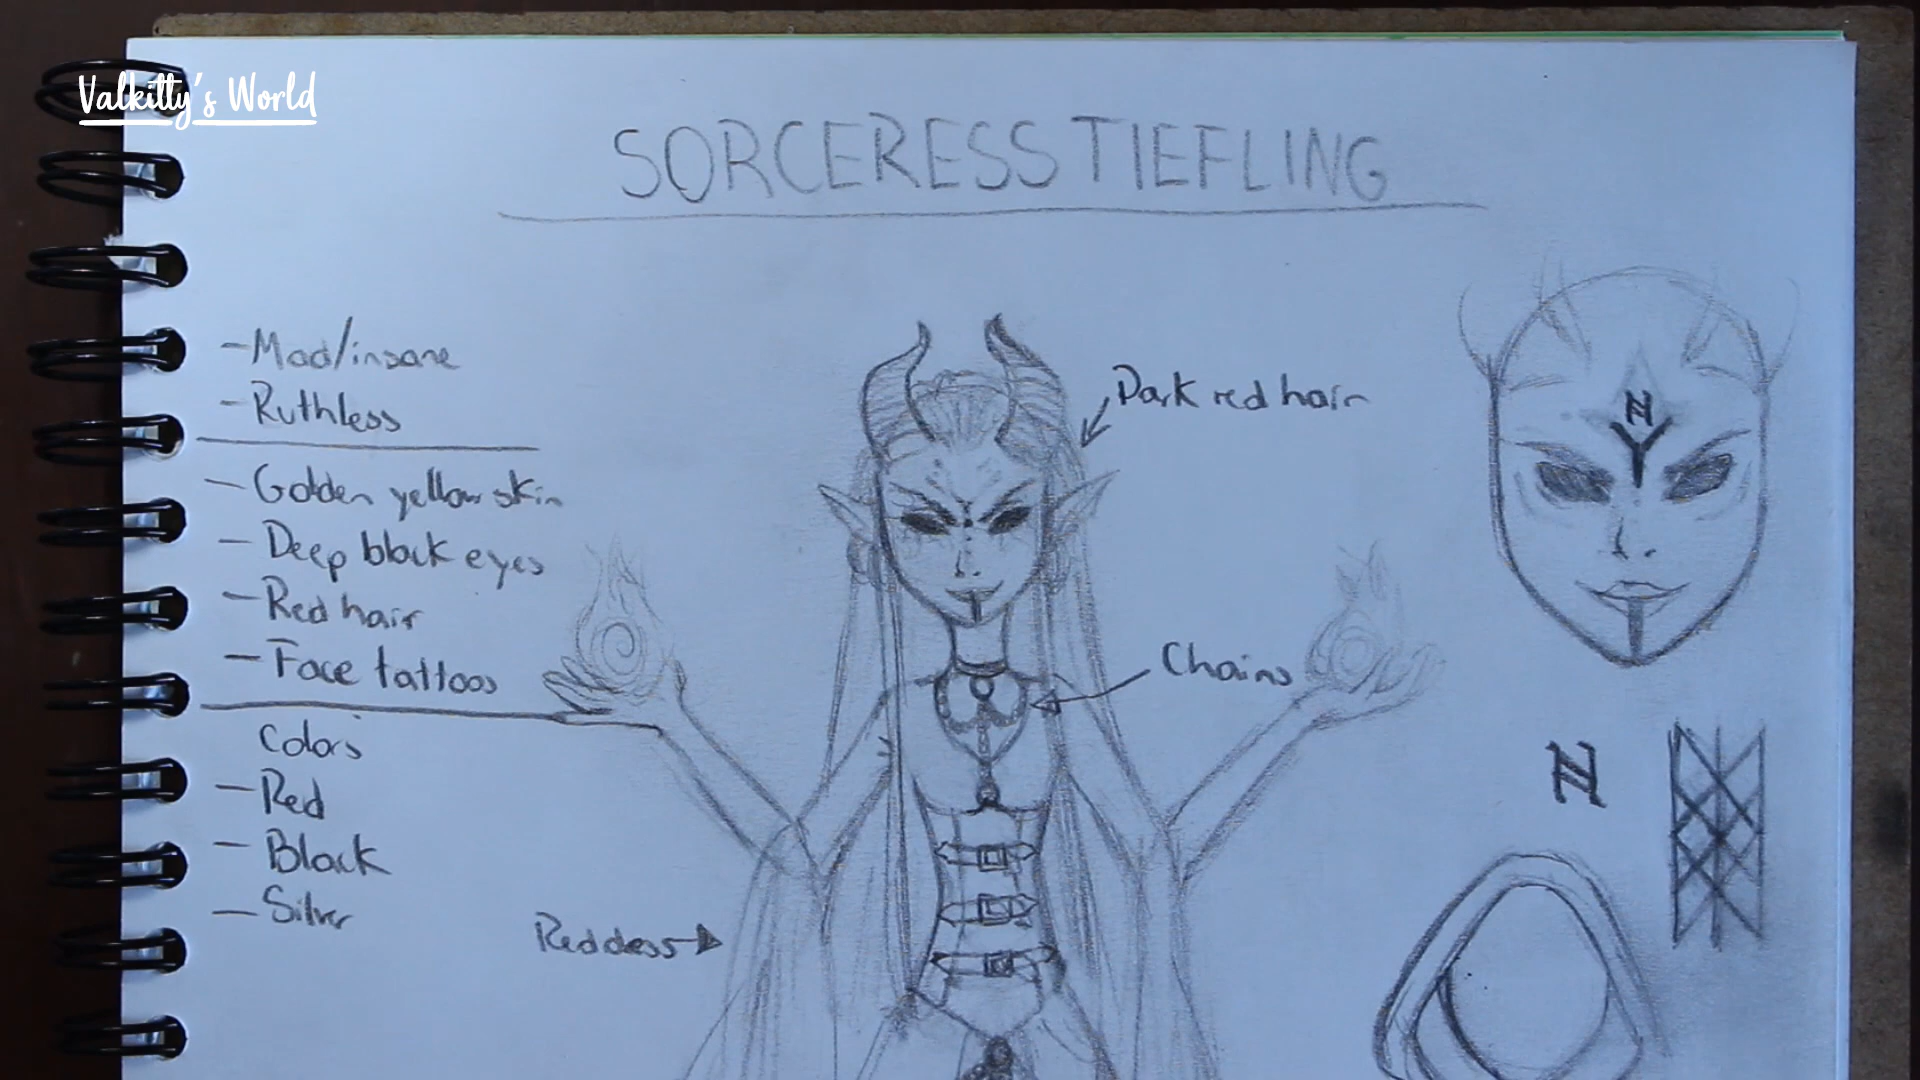 Valkitty's World
SORCERESS TIEFLING
- Mad/insane
- Ruthless
- Golden yellow skin
- Deep black eyes
- Red hair
- Face tattoos
Colors
- Red
- Black
- Silver
Dark red hair
Chains
Red dress